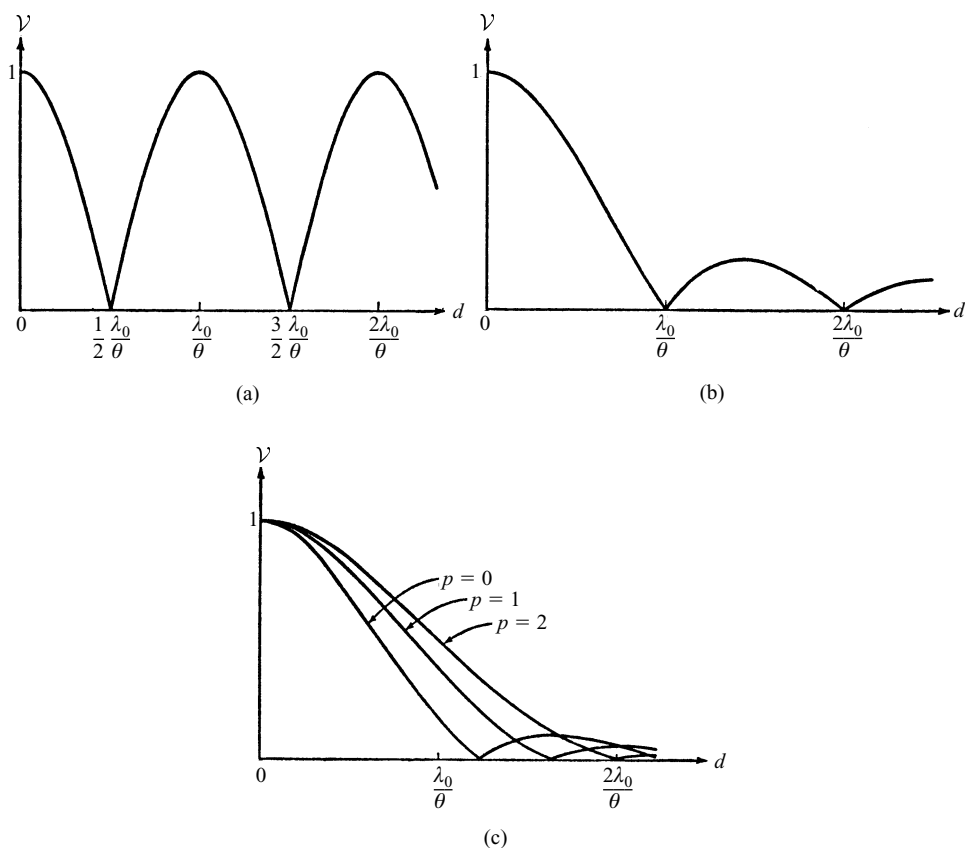 𝒱
1
0
1/2 λ₀/θ
λ₀/θ
3/2 λ₀/θ
2λ₀/θ
d
(a)
𝒱
1
0
λ₀/θ
2λ₀/θ
d
(b)
𝒱
1
p = 0
p = 1
p = 2
0
λ₀/θ
2λ₀/θ
d
(c)